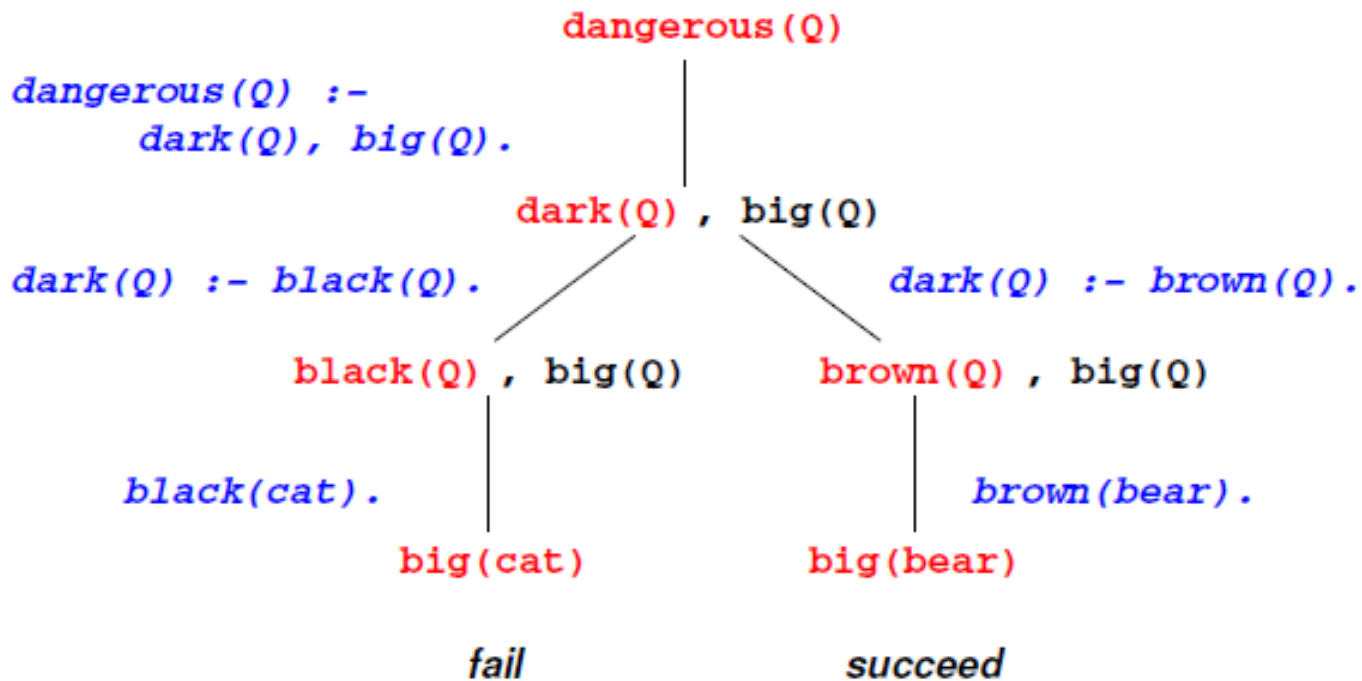 dangerous(Q)
dangerous(Q) :-
dark(Q), big(Q).
dark(Q) , big(Q)
dark(Q) :- black(Q).
dark(Q) :- brown(Q).
black(Q) , big(Q)
brown(Q) , big(Q)
black(cat).
brown(bear).
big(cat)
big(bear)
fail
succeed